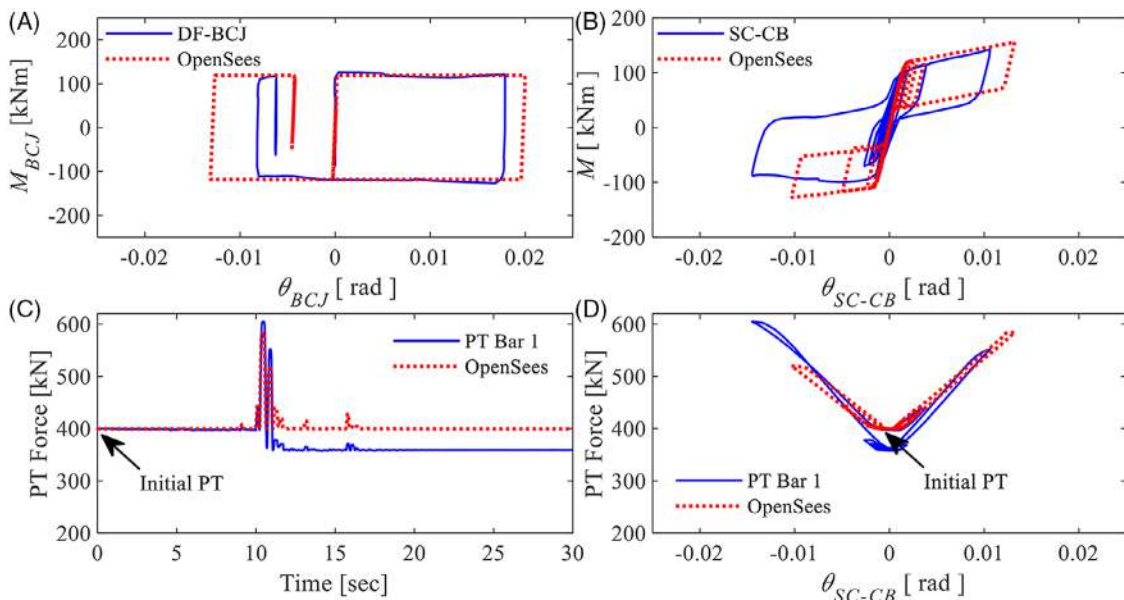 (A)
200
100
0
-100
-200
M_BCJ [kNm]
DF-BCJ
OpenSees
-0.02 -0.01 0 0.01 0.02
θ_BCJ [ rad ]
(B)
200
100
0
-100
-200
M [ kNm]
SC-CB
OpenSees
-0.02 -0.01 0 0.01 0.02
θ_SC-CB [ rad ]
(C)
600
500
400
300
200
PT Force [kN]
PT Bar 1
OpenSees
Initial PT
0 5 10 15 20 25 30
Time [sec]
(D)
600
500
400
300
200
PT Force [kN]
PT Bar 1
OpenSees
Initial PT
-0.02 -0.01 0 0.01 0.02
θ_SC-CB [ rad ]